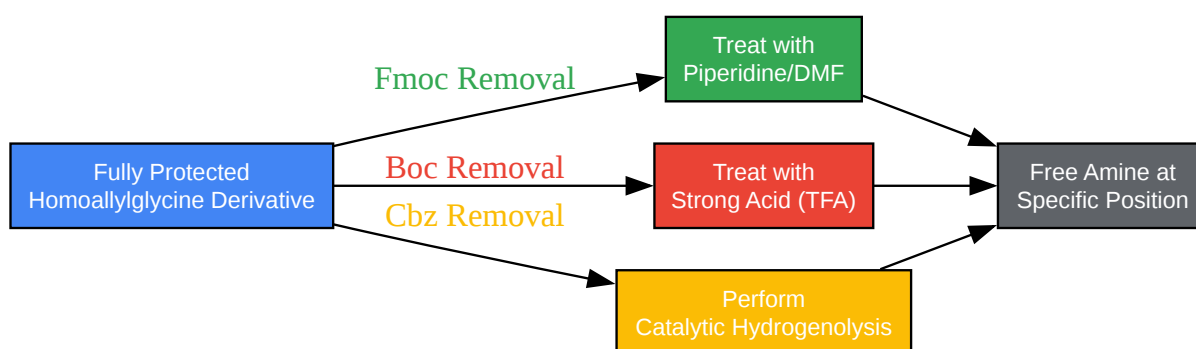 Fully Protected
Homoallylglycine Derivative
Fmoc Removal
Boc Removal
Cbz Removal
Treat with
Piperidine/DMF
Treat with
Strong Acid (TFA)
Perform
Catalytic Hydrogenolysis
Free Amine at
Specific Position